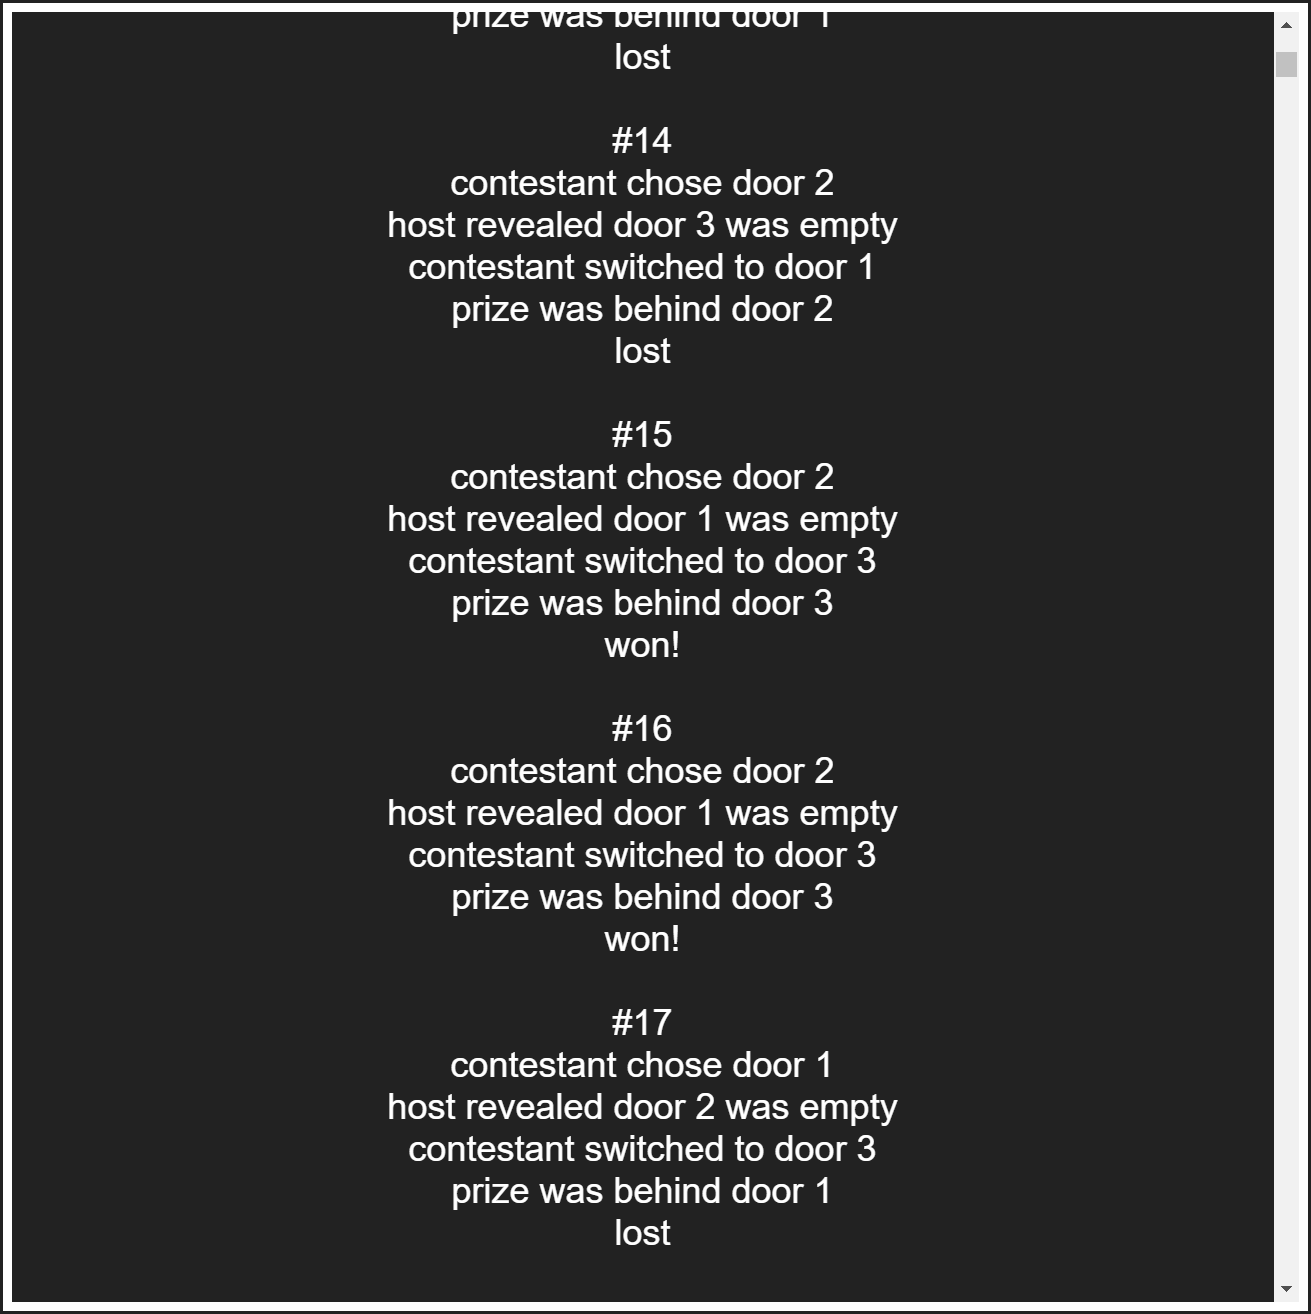 prize was behind door 1
lost
#14
contestant chose door 2
host revealed door 3 was empty
contestant switched to door 1
prize was behind door 2
lost
#15
contestant chose door 2
host revealed door 1 was empty
contestant switched to door 3
prize was behind door 3
won!
#16
contestant chose door 2
host revealed door 1 was empty
contestant switched to door 3
prize was behind door 3
won!
#17
contestant chose door 1
host revealed door 2 was empty
contestant switched to door 3
prize was behind door 1
lost